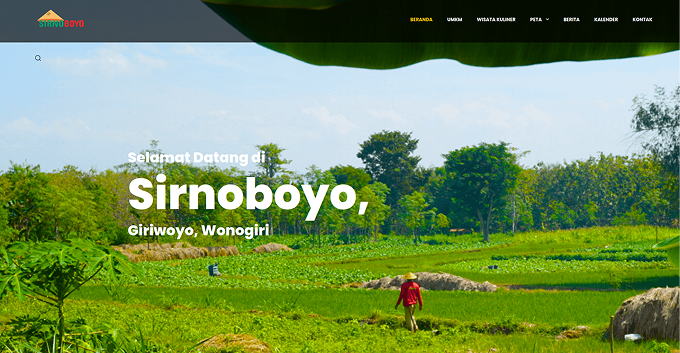 SIRNOBOYO
BERANDA UMKM WISATA KULINER PETA BERITA KALENDER KONTAK
Selamat Datang di
Sirnoboyo,
Giriwoyo, Wonogiri